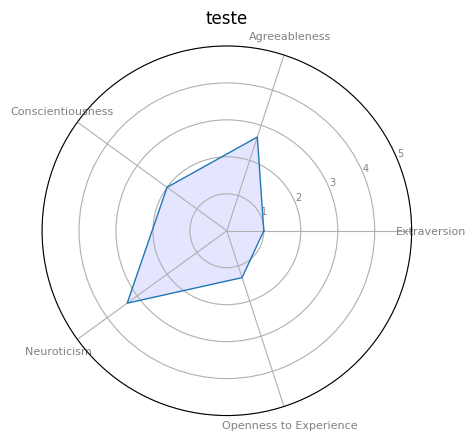 teste
Agreeableness
Conscientiousness
5
4
3
2
1
Extraversion
Neuroticism
Openness to Experience